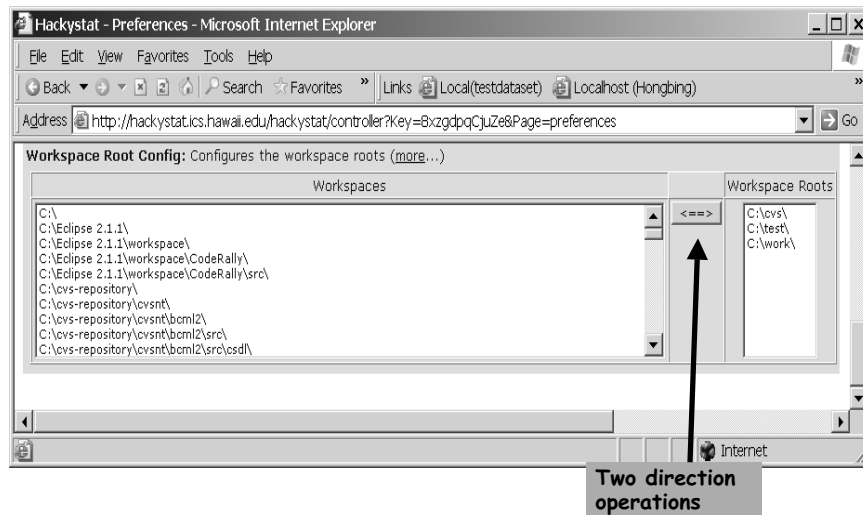 Hackystat - Preferences - Microsoft Internet Explorer
File Edit View Favorites Tools Help
Back Search Favorites » Links Local(testdataset) Localhost (Hongbing) »
Address http://hackystat.ics.hawaii.edu/hackystat/controller?Key=8xzgdpqCjuZe&Page=preferences Go
Workspace Root Config: Configures the workspace roots (more...)
Workspaces Workspace Roots
<==>
C:\
C:\Eclipse 2.1.1\
C:\Eclipse 2.1.1\workspace\
C:\Eclipse 2.1.1\workspace\CodeRally\
C:\Eclipse 2.1.1\workspace\CodeRally\src\
C:\cvs-repository\
C:\cvs-repository\cvsnt\
C:\cvs-repository\cvsnt\bcml2\
C:\cvs-repository\cvsnt\bcml2\src\
C:\cvs-repository\cvsnt\bcml2\src\csdl\
C:\cvs\
C:\test\
C:\work\
Internet
Two direction
operations